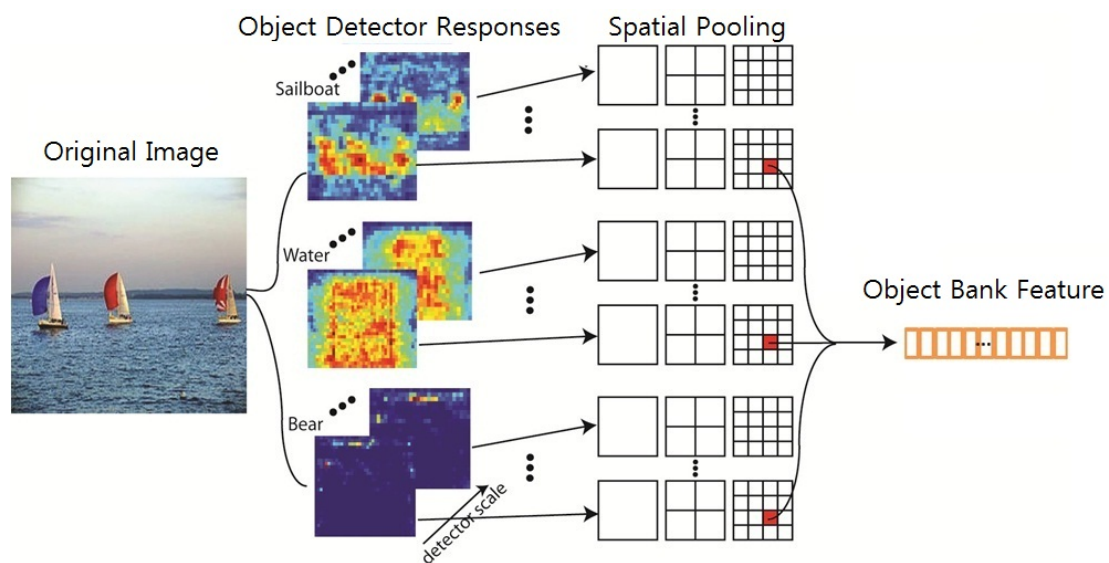 Object Detector Responses
Spatial Pooling
Sailboat
Original Image
Water
Object Bank Feature
Bear
detector scale